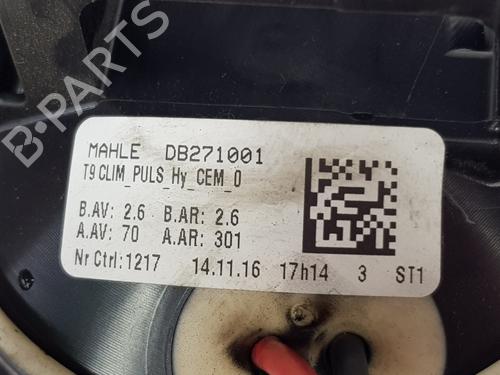 B-PARTS
MAHLE DB271001
T9 CLIM_PULS_Hy_CEM_0
B.AV: 2.6 B.AR: 2.6
A.AV: 70 A.AR: 301
Nr Ctrl:1217 14.11.16 17h14 3 ST1